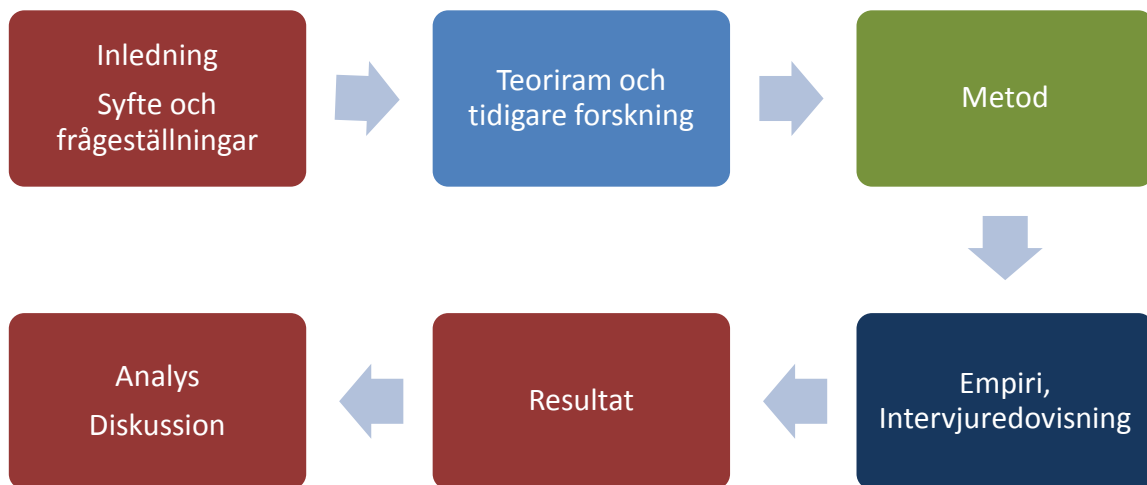 Inledning
Syfte och
frågeställningar
Teoriram och
tidigare forskning
Metod
Empiri,
Intervjuredovisning
Resultat
Analys
Diskussion